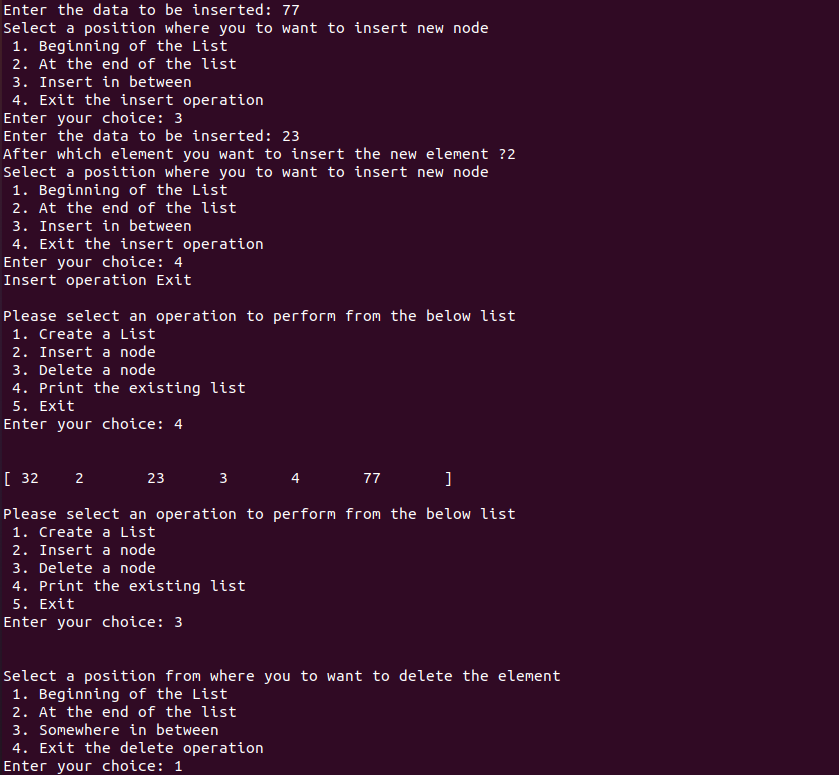 Enter the data to be inserted: 77
Select a position where you to want to insert new node
1. Beginning of the List
2. At the end of the list
3. Insert in between
4. Exit the insert operation
Enter your choice: 3
Enter the data to be inserted: 23
After which element you want to insert the new element ?2
Select a position where you to want to insert new node
1. Beginning of the List
2. At the end of the list
3. Insert in between
4. Exit the insert operation
Enter your choice: 4
Insert operation Exit
Please select an operation to perform from the below list
1. Create a List
2. Insert a node
3. Delete a node
4. Print the existing list
5. Exit
Enter your choice: 4
[ 32    2       23      3       4       77       ]
Please select an operation to perform from the below list
1. Create a List
2. Insert a node
3. Delete a node
4. Print the existing list
5. Exit
Enter your choice: 3
Select a position from where you to want to delete the element
1. Beginning of the List
2. At the end of the list
3. Somewhere in between
4. Exit the delete operation
Enter your choice: 1